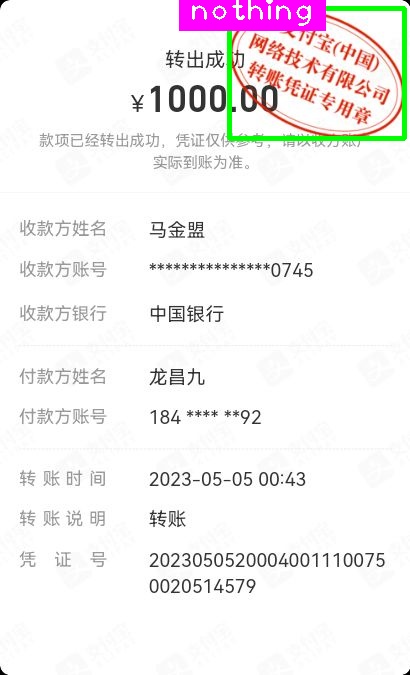 nothing
支付宝(中国)
网络技术有限公司
转账凭证专用章
转出成功
¥1000.00
款项已经转出成功，凭证仅供参考，请以收方账户
实际到账为准。
收款方姓名 马金盟
收款方账号 ***************0745
收款方银行 中国银行
付款方姓名 龙昌九
付款方账号 184 **** **92
转账时间 2023-05-05 00:43
转账说明 转账
凭证号 2023050520004001110075
0020514579